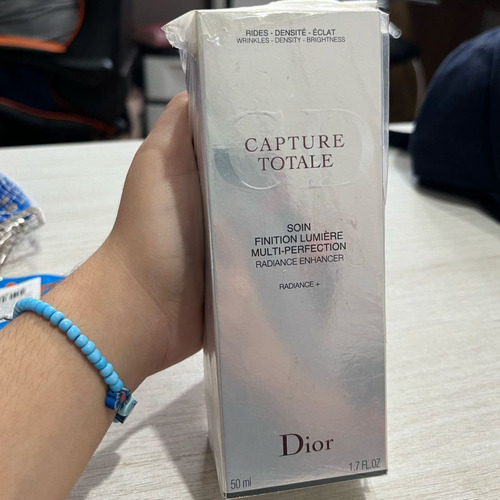 RIDES - DENSITÉ - ÉCLAT
WRINKLES - DENSITY - BRIGHTNESS
CD
CAPTURE
TOTALE
SOIN
FINITION LUMIÈRE
MULTI-PERFECTION
RADIANCE ENHANCER
RADIANCE +
Dior
50 ml 1.7 FL.OZ